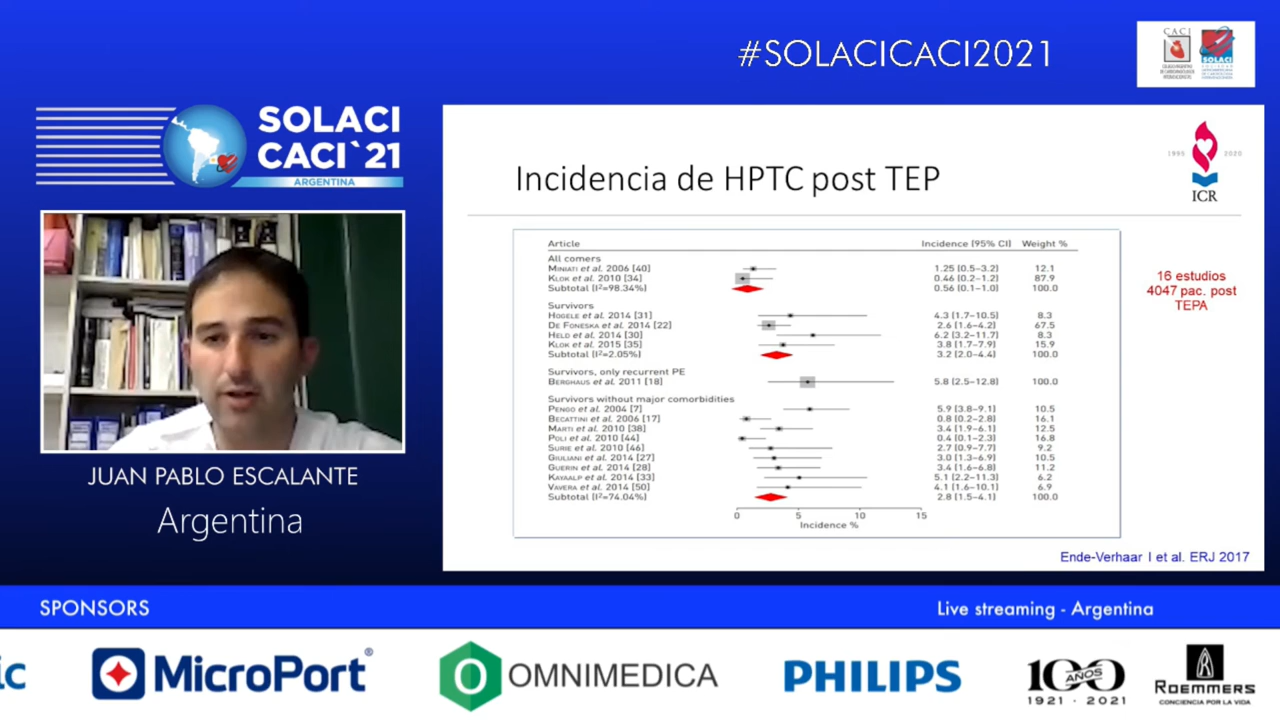 #SOLACICACI2021
CACI
SOLACI
SOLACI
CACI`21
ARGENTINA
JUAN PABLO ESCALANTE
Argentina
1995 2020
ICR
Incidencia de HPTC post TEP
Article Incidence (95% CI) Weight %
All comers
Miniati et al. 2006 [40] 1.25 (0.5–3.2) 12.1
Klok et al. 2010 [34] 0.46 (0.2–1.2) 87.9
Subtotal (I²=98.34%) 0.56 (0.1–1.0) 100.0
Survivors
Hogele et al. 2014 [31] 4.3 (1.7–10.5) 8.3
De Foneska et al. 2014 [22] 2.6 (1.6–4.2) 67.5
Held et al. 2014 [30] 6.2 (3.2–11.7) 8.3
Klok et al. 2015 [35] 3.8 (1.7–7.9) 15.9
Subtotal (I²=2.05%) 3.2 (2.0–4.4) 100.0
Survivors, only recurrent PE
Berghaus et al. 2011 [18] 5.8 (2.5–12.8) 100.0
Survivors without major comorbidities
Pengo et al. 2004 [7] 5.9 (3.8–9.1) 10.5
Becattini et al. 2006 [17] 0.8 (0.2–2.8) 16.1
Marti et al. 2010 [38] 3.4 (1.9–6.1) 12.5
Poli et al. 2010 [44] 0.4 (0.1–2.3) 16.8
Surie et al. 2010 [46] 2.7 (0.9–7.7) 9.2
Giuliani et al. 2014 [27] 3.0 (1.3–6.9) 10.5
Guerin et al. 2014 [28] 3.4 (1.6–6.8) 11.2
Kayaalp et al. 2014 [33] 5.1 (2.2–11.3) 6.2
Vavera et al. 2014 [50] 4.1 (1.6–10.1) 6.9
Subtotal (I²=74.04%) 2.8 (1.5–4.1) 100.0
0 5 10 15
Incidence %
16 estudios
4047 pac. post
TEPA
Ende-Verhaar I et al. ERJ 2017
SPONSORS
Live streaming - Argentina
ic
MicroPort®
OMNIMEDICA
PHILIPS
100
AÑOS
1921 · 2021
ROEMMERS
CONCIENCIA POR LA VIDA